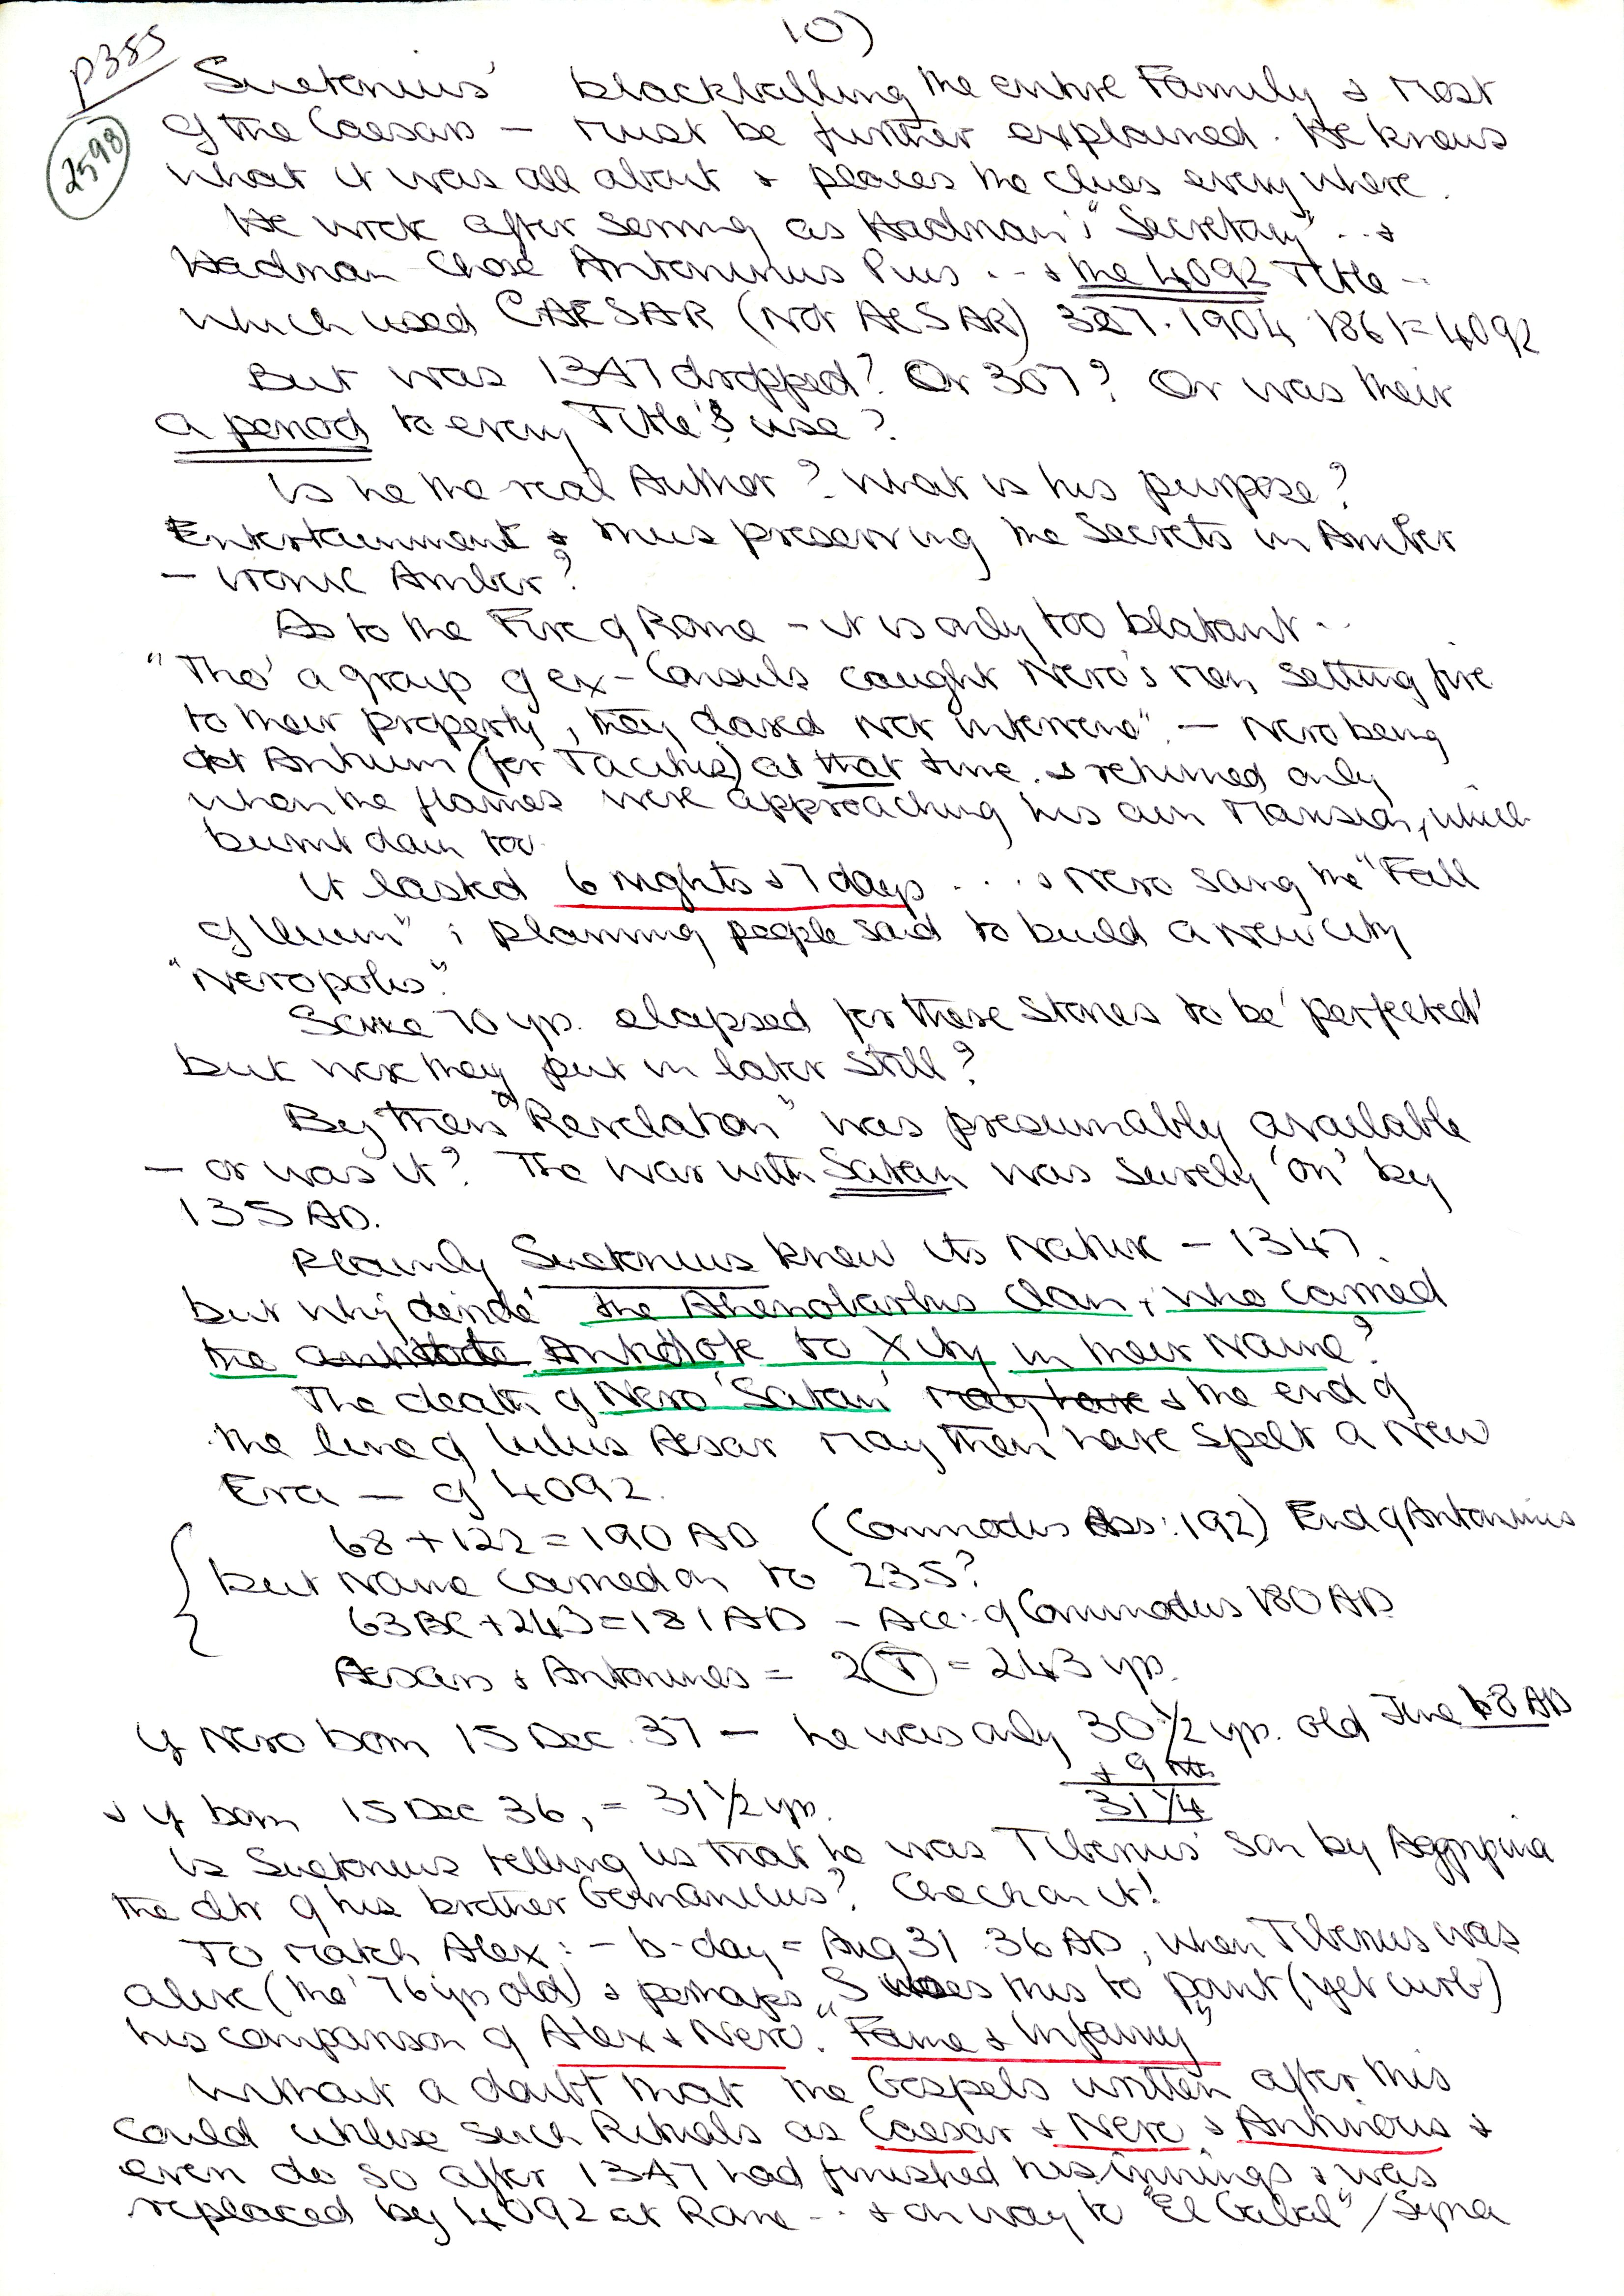 10)
p385
2598
Suetonius' blackballing the entire Family & most
of the Caesars — must be further explained. He knows
what it was all about & places the clues everywhere.
He wrote after serving as Hadrian's "Secretary" .. &
Hadrian chose Antoninus Pius .. & the 4092 Title ..
which used CAESAR (not AESAR) 327.1904 1861=4092
But was 1347 dropped? Or 307? Or was their
a period to every Title's use?
Is he the real Author? What is his purpose?
Entertainment & thus preserving the Secrets in Amber
— ironic Amber?
As to the Fire of Rome — it is only too blatant ..
"Tho' a group of ex-Consuls caught Nero's men setting fire
to their property, they dared not intervene". — Nero being
at Antium (per Tacitus) at that time. & returned only
when the flames were approaching his own Mansion, which
burnt down too.
It lasted 6 nights & 7 days .... & Nero sang the "Fall
of Ilium" ; planning people said to build a new city
"Neropolis".
Some 70 yrs. elapsed for these Stories to be 'perfected'
but were they put in later still?
By then "Revelation" was presumably available
— or was it? The war with Satan was surely 'on' by
135 AD.
Plainly Suetonius knew its Nature — 1347.
but why 'deride' the Ahenobarbus Clan, who carried
the Antidote to Xity in their Name?
The death of Nero 'Satan' may have & the end of
the line of Iulus Aesar may then have spelt a New
Era — of 4092.
68 + 122 = 190 AD (Commodus Ass: 192) End of Antonines
but Name carried on to 235?
63 BC + 243 = 181 AD — Acc: of Commodus 180 AD
Aesars & Antonines = 2(T) = 243 yrs.
If Nero born 15 Dec. 37 — he was only 30 1/2 yrs. old June 68 AD
+ 9 mts
31 1/4
& if born 15 Dec 36, = 31 1/2 yrs.
Is Suetonius telling us that he was Tiberius' son by Aggrippina
the dtr of his brother Germanicus? Check on it!
To match Alex: — b-day = Aug 31 36 AD, when Tiberius was
alive (tho' 76 yrs old) & perhaps S uses this to point (yet curb)
his comparison of Alex & Nero. "Fame & Infamy"
Without a doubt that the Gospels written after this
could utilise such Rituals as Caesar & Nero & Antinous &
even do so after 1347 had finished his innings & was
replaced by 4092 at Rome .. & on way to "El Gabal" / Syria